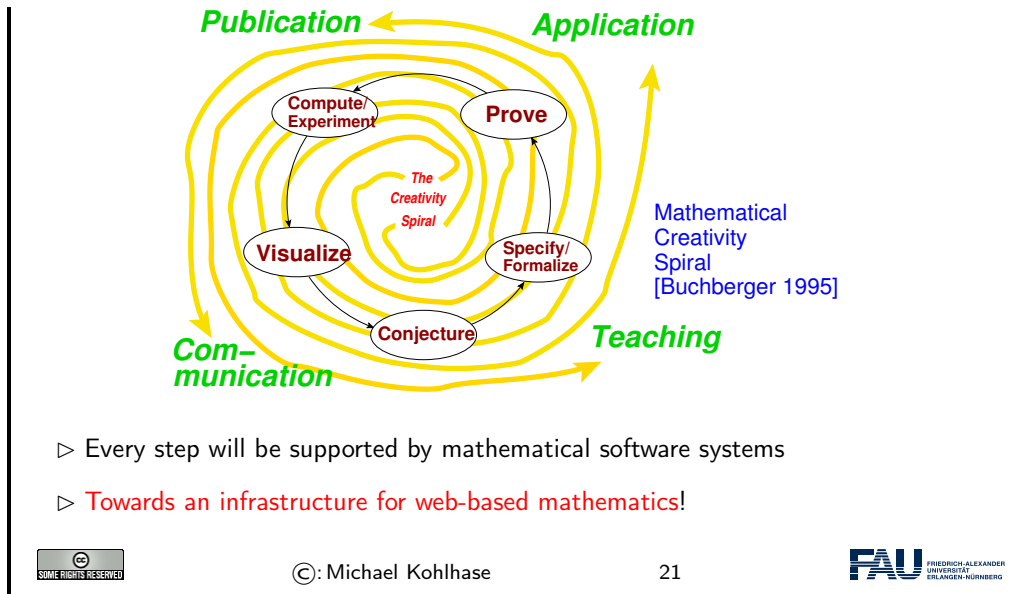 Publication
Application
Compute/
Experiment
Prove
The
Creativity
Spiral
Mathematical
Creativity
Spiral
[Buchberger 1995]
Visualize
Specify/
Formalize
Conjecture
Teaching
Com–
munication
▷ Every step will be supported by mathematical software systems
▷ Towards an infrastructure for web-based mathematics!
cc
SOME RIGHTS RESERVED
©: Michael Kohlhase
21
FAU
FRIEDRICH-ALEXANDER
UNIVERSITÄT
ERLANGEN-NÜRNBERG